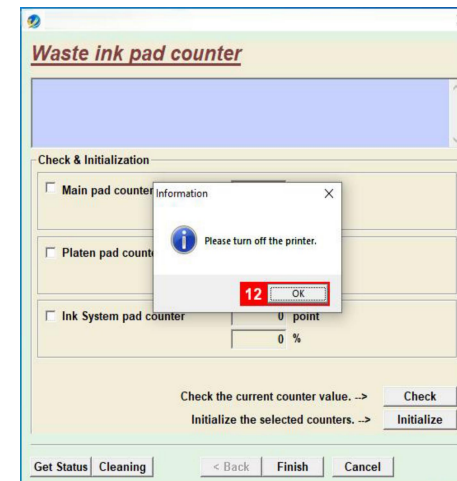 Waste ink pad counter
Check & Initialization
Main pad counter
Information
Please turn off the printer.
Platen pad
12 OK
Ink System pad counter 0 point
0 %
Check the current counter value. --> Check
Initialize the selected counters. --> Initialize
Get Status Cleaning < Back Finish Cancel